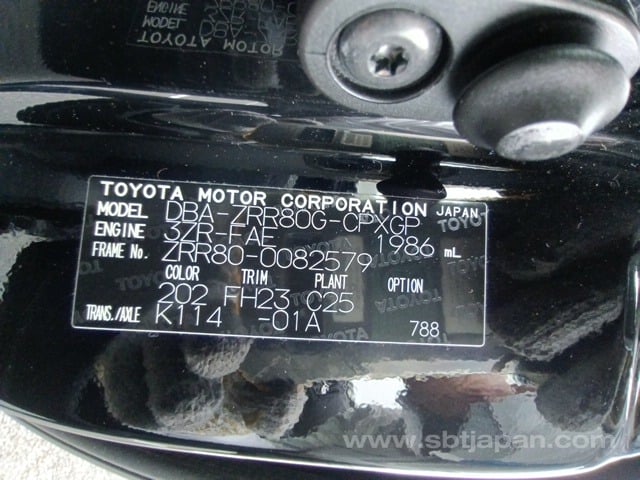 TOYOTA MOTOR CORPORATION JAPAN
MODEL DBA-ZRR80G-CPXGP
ENGINE 3ZR-FAE 1986 mL
FRAME No. ZRR80-0082579
COLOR TRIM PLANT OPTION
202 FH23 C25
TRANS./AXLE K114 -01A 788
www.sbtjapan.com